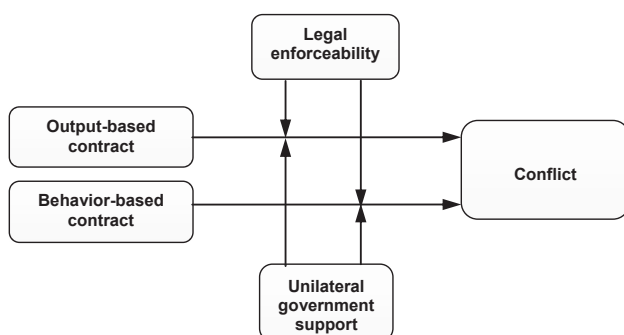 Legal
enforceability
Output-based
contract
Conflict
Behavior-based
contract
Unilateral
government
support